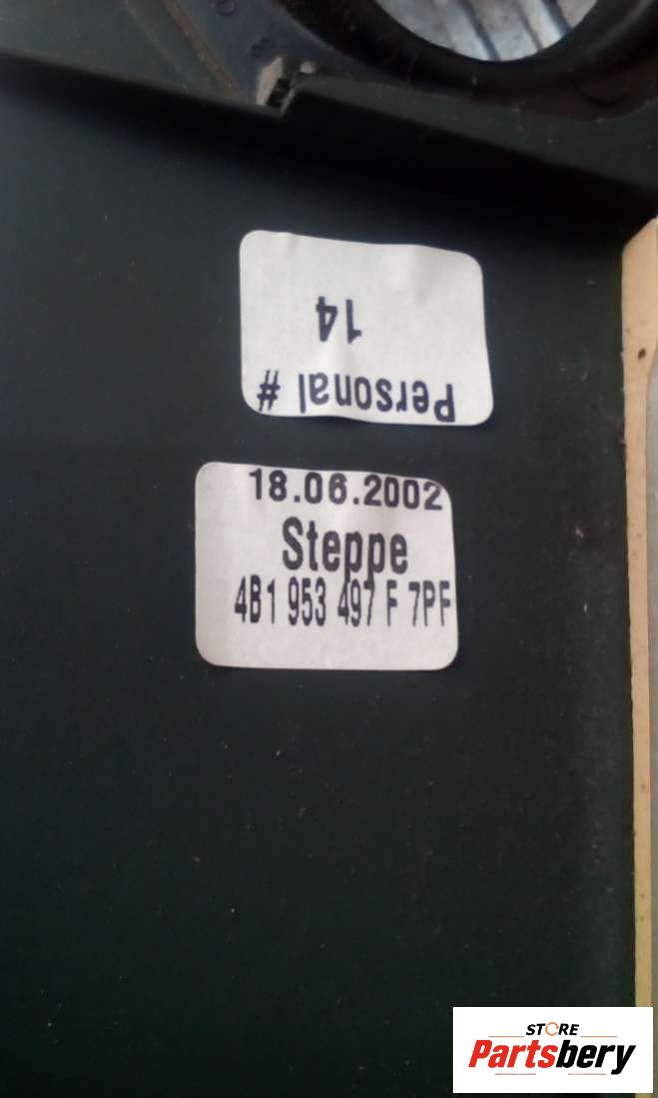 Personal #
14
18.06.2002
Steppe
4B1 953 497 F 7PF
STORE
Partsbery